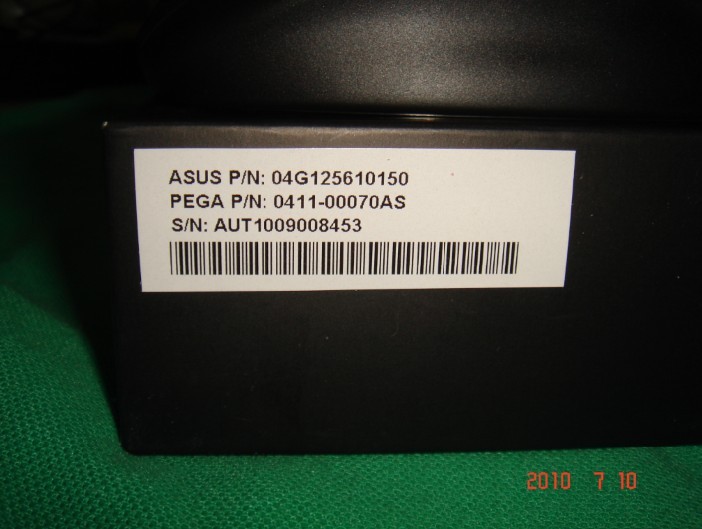 ASUS P/N: 04G125610150
PEGA P/N: 0411-00070AS
S/N: AUT1009008453
2010 7 10